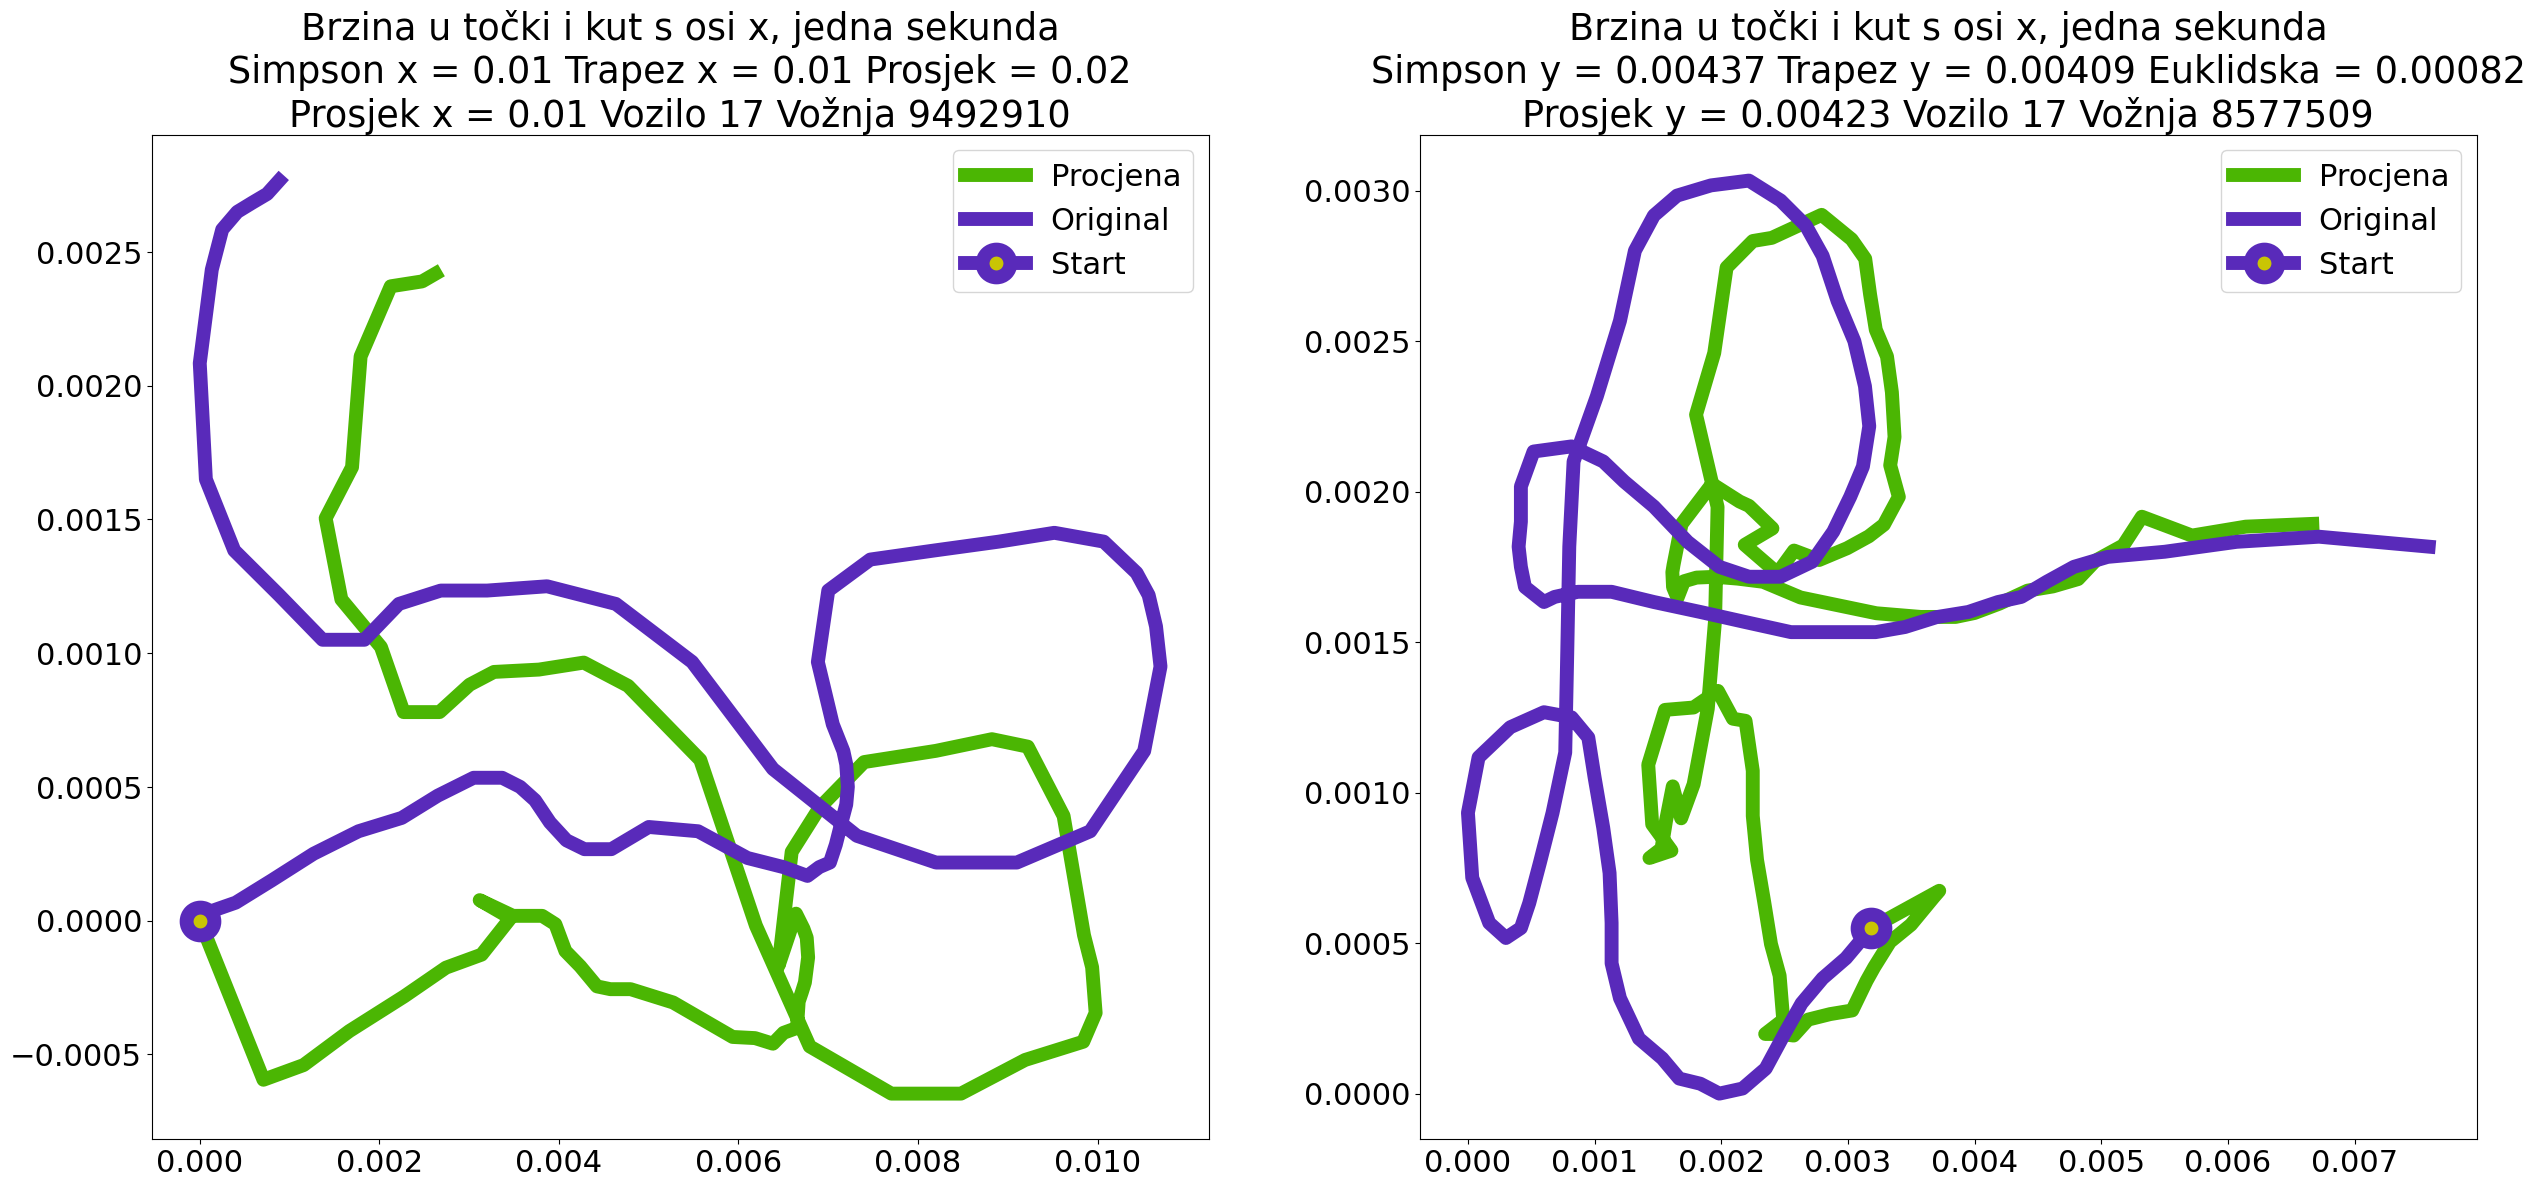 Brzina u točki i kut s osi x, jedna sekunda
Simpson x = 0.01 Trapez x = 0.01 Prosjek = 0.02
Prosjek x = 0.01 Vozilo 17 Vožnja 9492910
Procjena
Original
Start
0.0025
0.0020
0.0015
0.0010
0.0005
0.0000
−0.0005
0.000 0.002 0.004 0.006 0.008 0.010
Brzina u točki i kut s osi x, jedna sekunda
Simpson y = 0.00437 Trapez y = 0.00409 Euklidska = 0.00082
Prosjek y = 0.00423 Vozilo 17 Vožnja 8577509
Procjena
Original
Start
0.0030
0.0025
0.0020
0.0015
0.0010
0.0005
0.0000
0.000 0.001 0.002 0.003 0.004 0.005 0.006 0.007